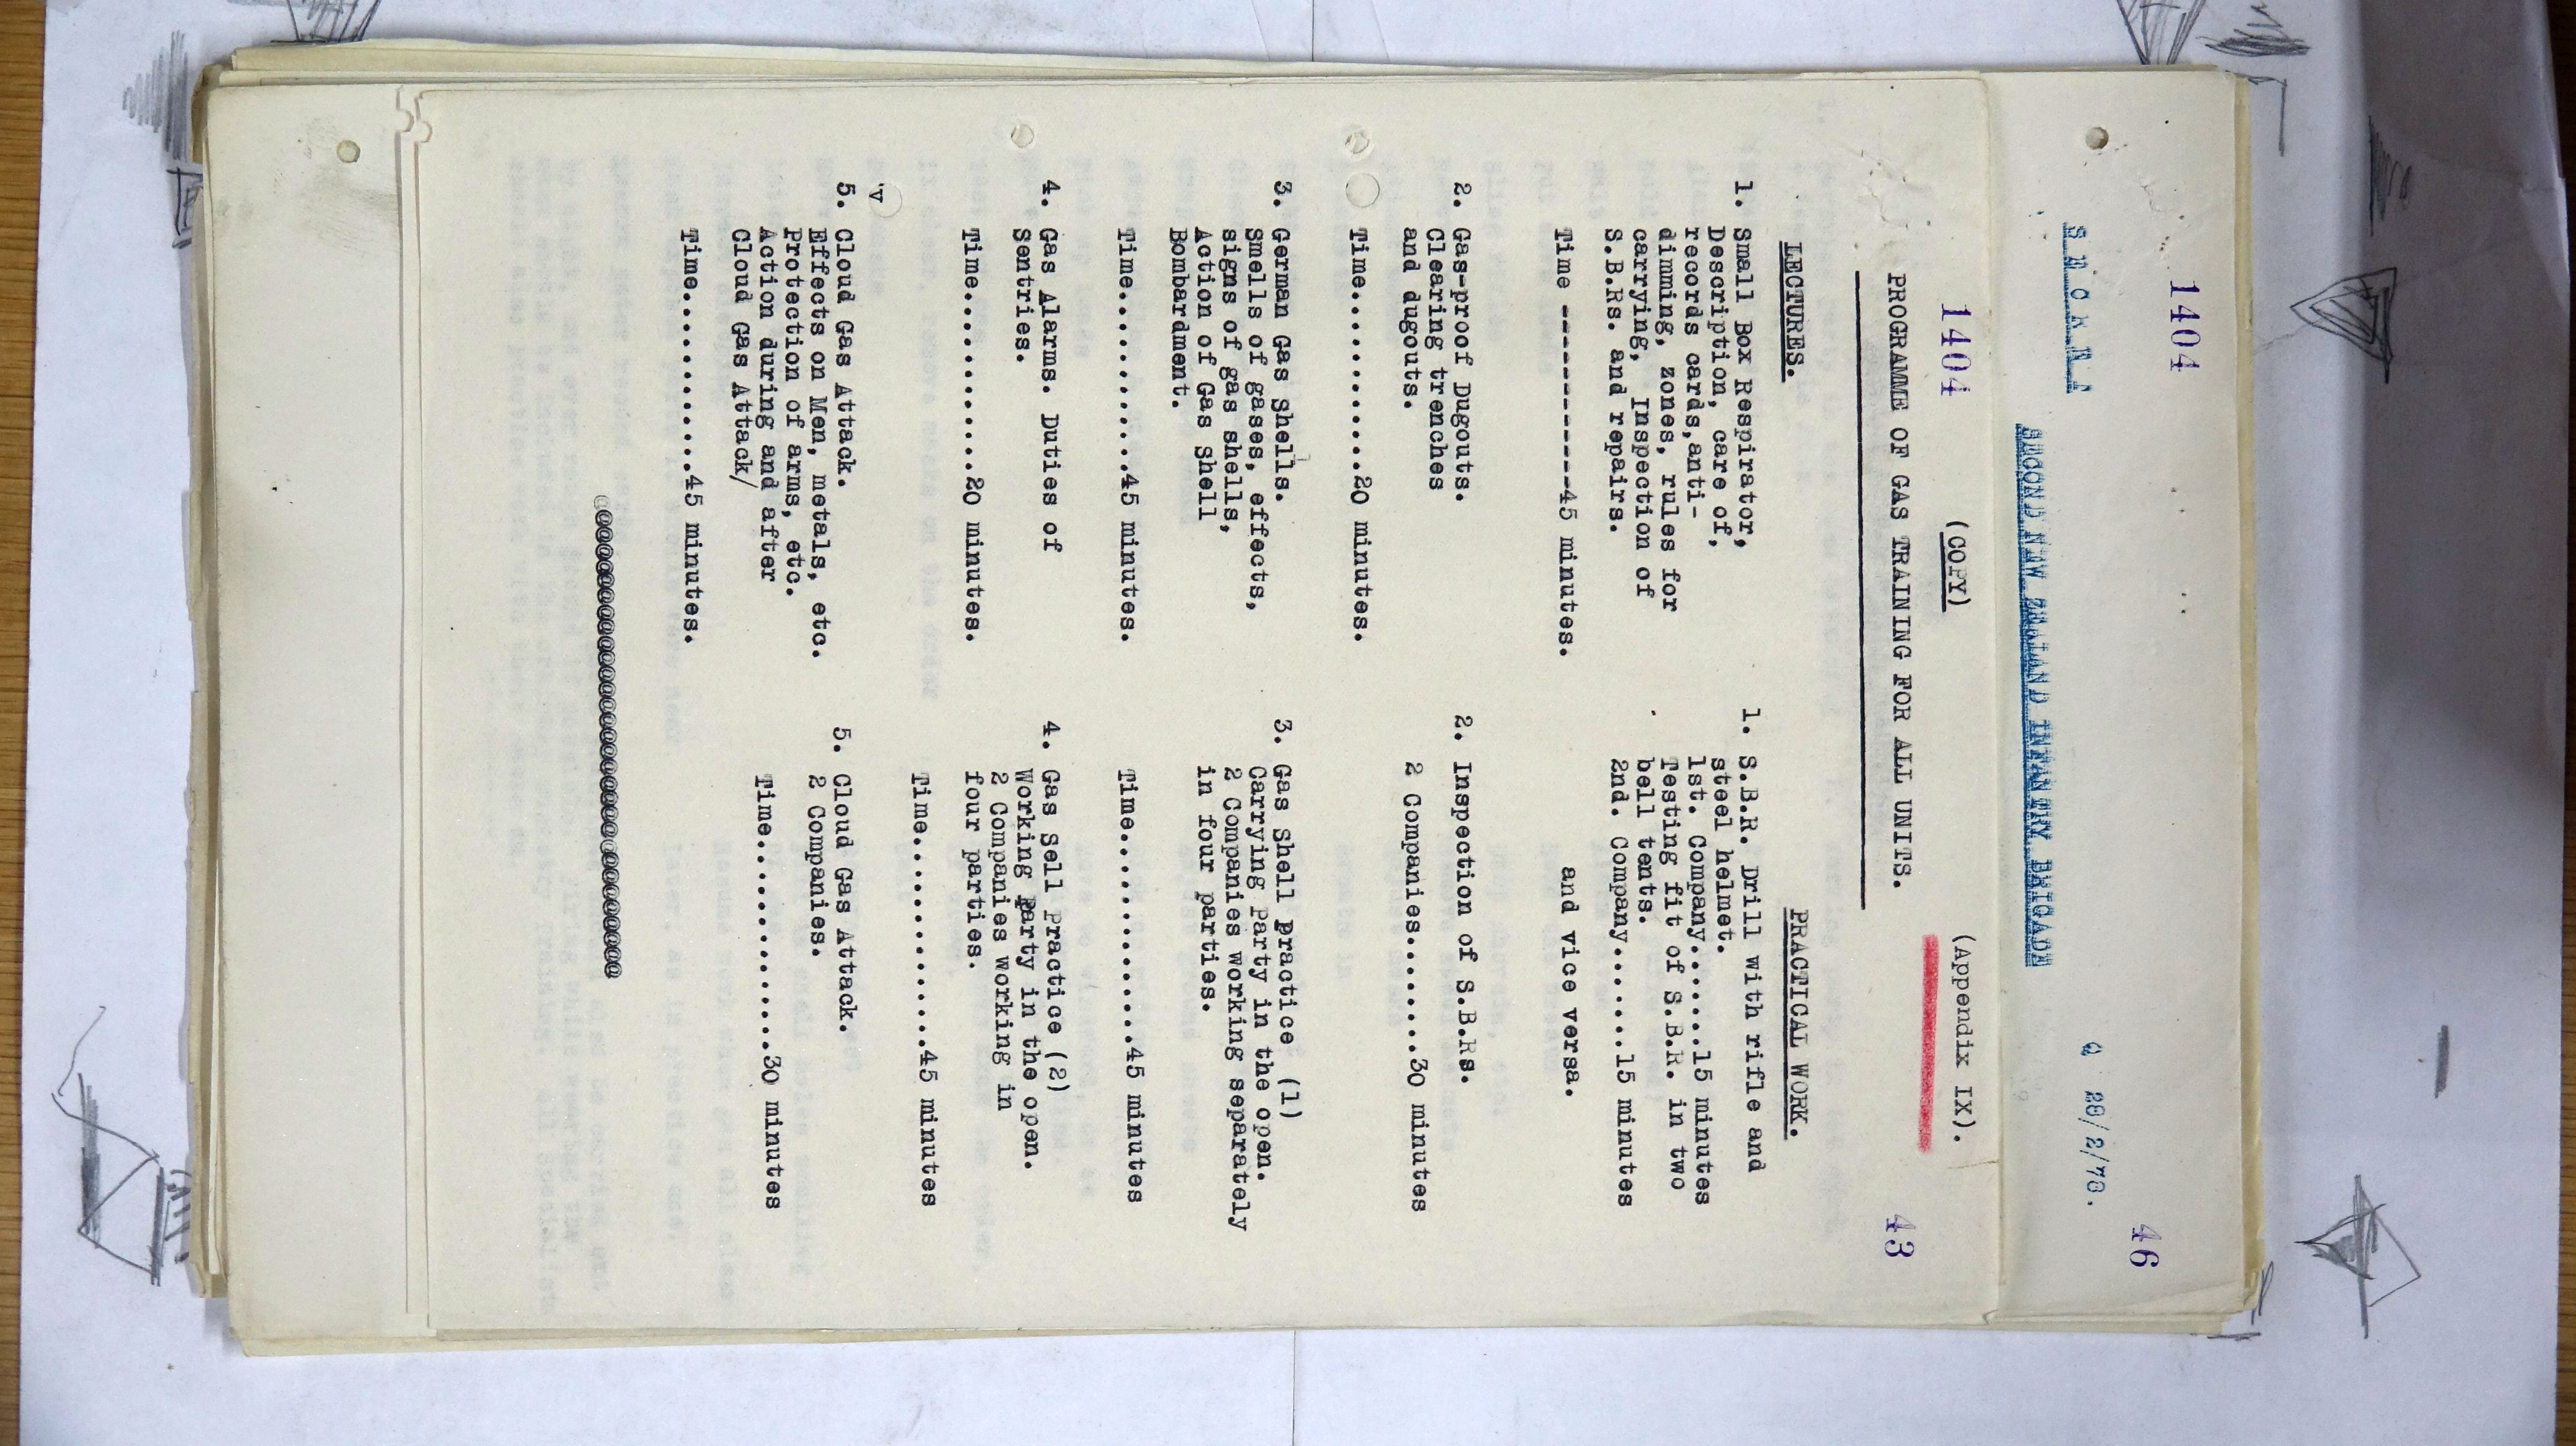 1404
46
S E C R E T
Q 28/2/78.
SECOND NEW ZEALAND INFANTRY BRIGADE
1404
(COPY)
(Appendix IX).
PROGRAMME OF GAS TRAINING FOR ALL UNITS.
43
LECTURES.
1. Small Box Respirator,
Description, care of,
records cards,anti-
dimming, zones, rules for
carrying, Inspection of
S.B.Rs. and repairs.
Time -----------45 minutes.
2. Gas-proof Dugouts.
Clearing trenches
and dugouts.
Time.............20 minutes.
3. German Gas Shells.
Smells of gases, effects,
signs of gas shells,
Action of Gas Shell
Bombardment.
Time.............45 minutes.
4. Gas Alarms. Duties of
Sentries.
Time.............20 minutes.
v
5. Cloud Gas Attack.
Effects on Men, metals, etc.
Protection of arms, etc.
Action during and after
Cloud Gas Attack/
Time.............45 minutes.
PRACTICAL WORK.
1. S.B.R. Drill with rifle and
steel helmet.
1st. Company.......15 minutes
Testing fit of S.B.R. in two
bell tents.
2nd. Company.......15 minutes
and vice versa.
2. Inspection of S.B.Rs.
2 Companies........30 minutes
3. Gas Shell Practice (1)
Carrying Party in the open.
2 Companies working separately
in four parties.
Time..............45 minutes
4. Gas Sell Practice (2)
Working Party in the open.
2 Companies working in
four parties.
Time..............45 minutes
5. Cloud Gas Attack.
2 Companies.
Time..............30 minutes
@@@@@@@@@@@@@@@@@@@@@@@@@@@@@@@@@@@@@@